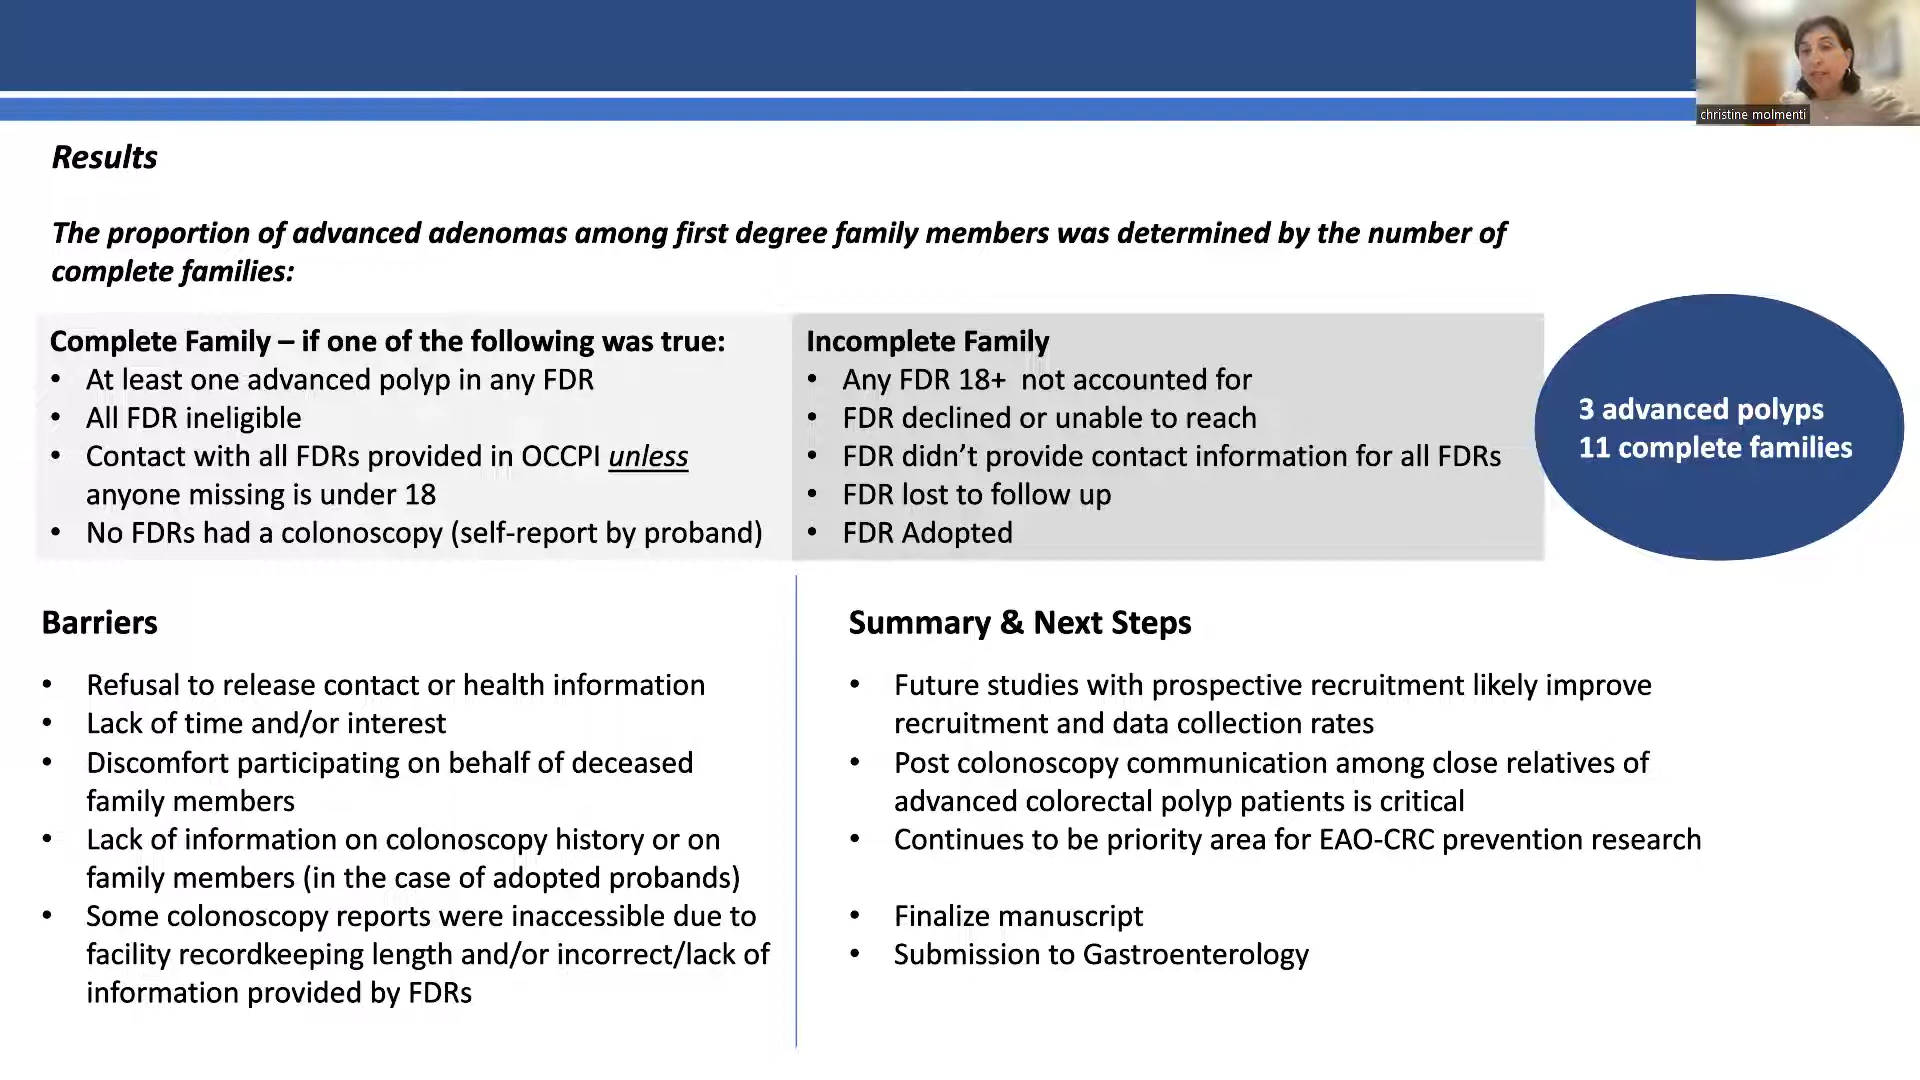 christine molmenti
Results
The proportion of advanced adenomas among first degree family members was determined by the number of
complete families:
Complete Family – if one of the following was true:
• At least one advanced polyp in any FDR
• All FDR ineligible
• Contact with all FDRs provided in OCCPI unless
anyone missing is under 18
• No FDRs had a colonoscopy (self-report by proband)
Incomplete Family
• Any FDR 18+ not accounted for
• FDR declined or unable to reach
• FDR didn’t provide contact information for all FDRs
• FDR lost to follow up
• FDR Adopted
3 advanced polyps
11 complete families
Barriers
• Refusal to release contact or health information
• Lack of time and/or interest
• Discomfort participating on behalf of deceased
family members
• Lack of information on colonoscopy history or on
family members (in the case of adopted probands)
• Some colonoscopy reports were inaccessible due to
facility recordkeeping length and/or incorrect/lack of
information provided by FDRs
Summary & Next Steps
• Future studies with prospective recruitment likely improve
recruitment and data collection rates
• Post colonoscopy communication among close relatives of
advanced colorectal polyp patients is critical
• Continues to be priority area for EAO-CRC prevention research
• Finalize manuscript
• Submission to Gastroenterology